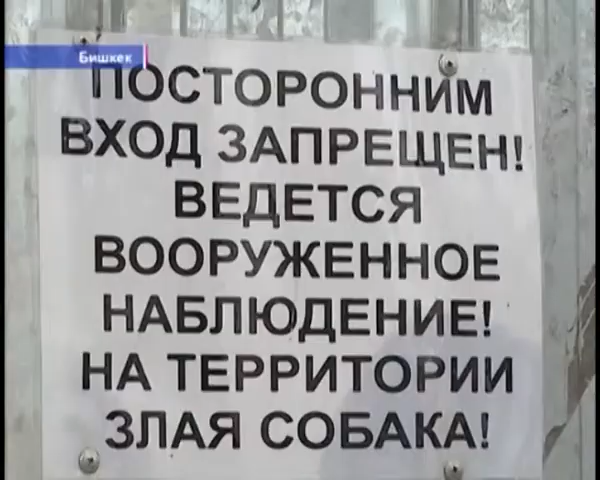 Бишкек
ПОСТОРОННИМ
ВХОД ЗАПРЕЩЕН!
ВЕДЕТСЯ
ВООРУЖЕННОЕ
НАБЛЮДЕНИЕ!
НА ТЕРРИТОРИИ
ЗЛАЯ СОБАКА!